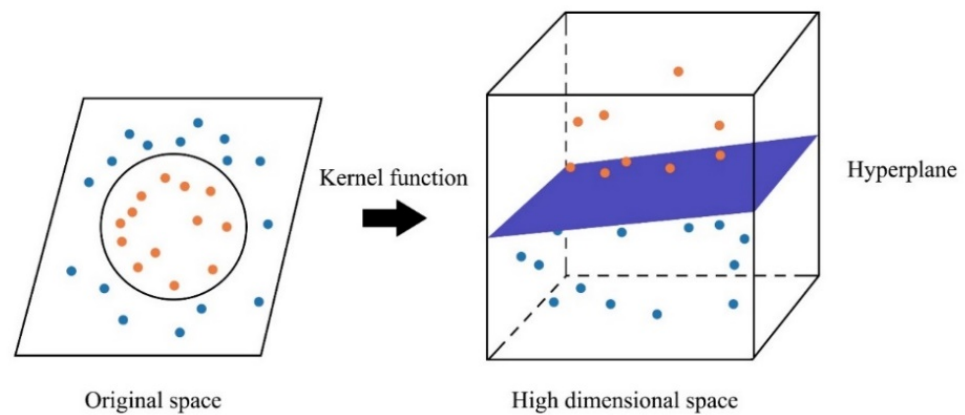 Kernel function
Hyperplane
Original space
High dimensional space